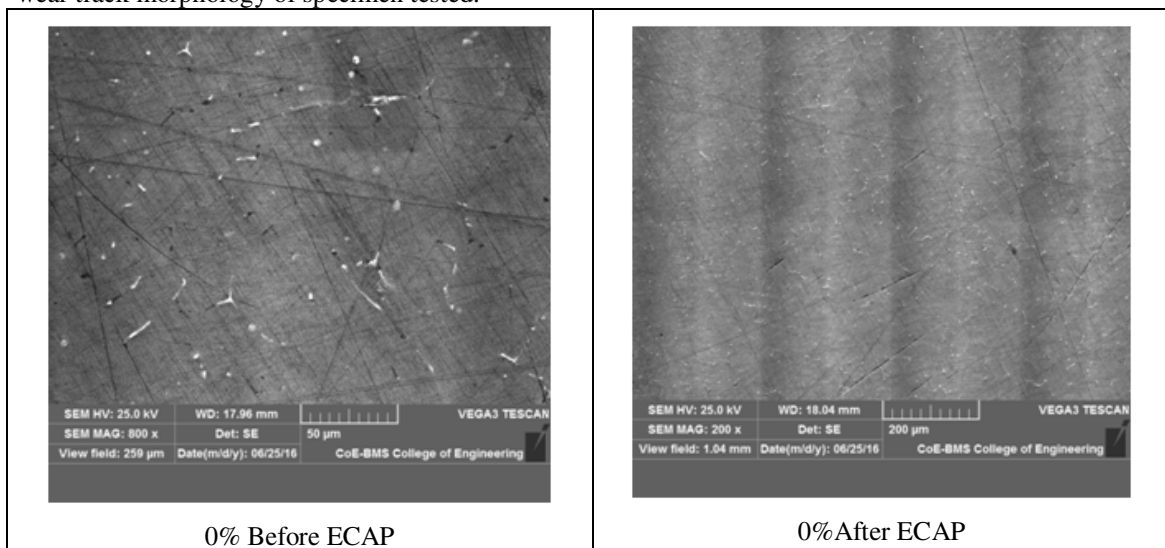 wear track morphology of specimen tested.
SEM HV: 25.0 kV WD: 17.96 mm VEGA3 TESCAN
SEM MAG: 800 x Det: SE 50 µm
View field: 259 µm Date(m/d/y): 06/25/16 CoE-BMS College of Engineering
0% Before ECAP
SEM HV: 25.0 kV WD: 18.04 mm VEGA3 TESCAN
SEM MAG: 200 x Det: SE 200 µm
View field: 1.04 mm Date(m/d/y): 06/25/16 CoE-BMS College of Engineering
0%After ECAP